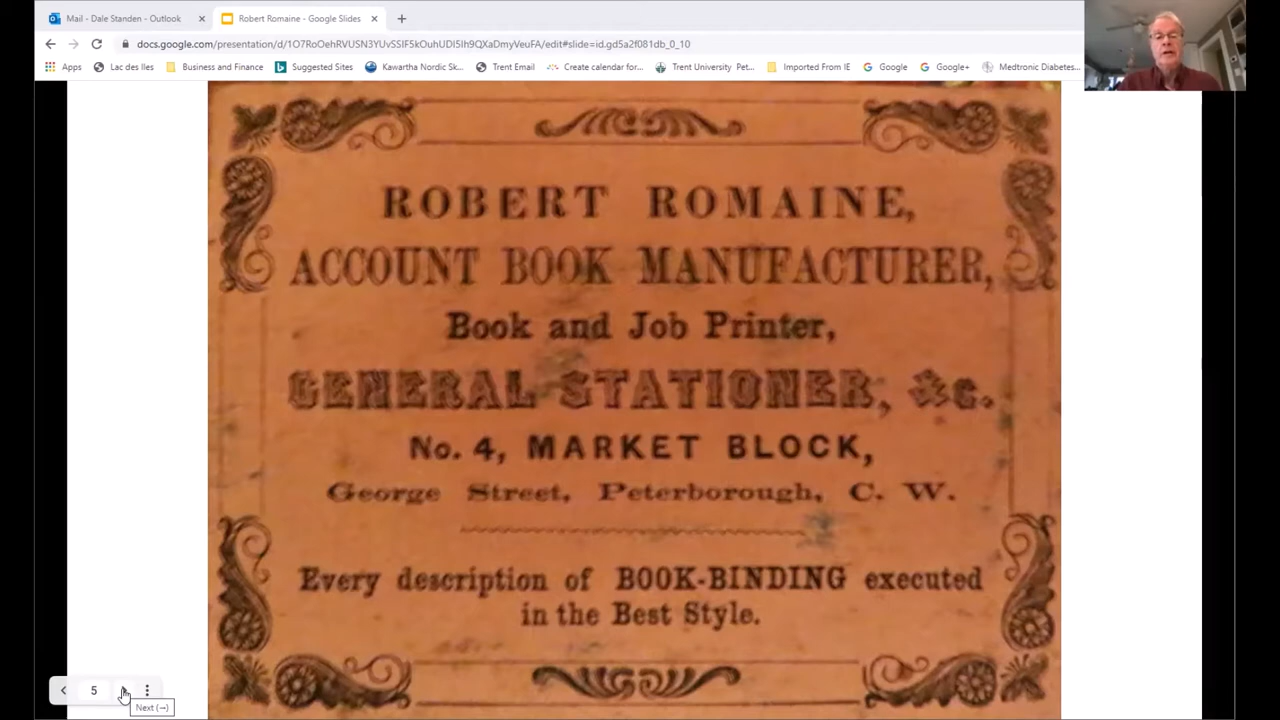 Mail - Dale Standen - Outlook
Robert Romaine - Google Slides
docs.google.com/presentation/d/1O7RoOehRVUSN3YUvSSIF5kOuhUDI5Ih9QXaDmyVeuFA/edit#slide=id.gd5a2f081db_0_10
Apps Lac des Iles Business and Finance Suggested Sites Kawartha Nordic Sk... Trent Email Create calendar for... Trent University Pet... Imported From IE Google Google+ Medtronic Diabetes...
ROBERT ROMAINE,
ACCOUNT BOOK MANUFACTURER,
Book and Job Printer,
GENERAL STATIONER, &c.
No. 4, MARKET BLOCK,
George Street, Peterborough, C. W.
Every description of BOOK-BINDING executed
in the Best Style.
5
Next (→)